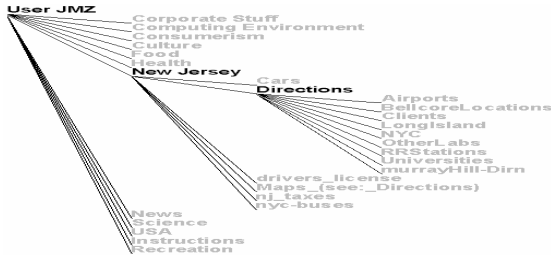 User JMZ
Corporate Stuff
Computing Environment
Consumerism
Culture
Food
Health
New Jersey
Cars
Directions
Airports
BellcoreLocations
Clients
LongIsland
NYC
OtherLabs
RRStations
Universities
murrayHill-Dirn
drivers_license
Maps_(see:_Directions)
nj_taxes
nyc-buses
News
Science
USA
Instructions
Recreation